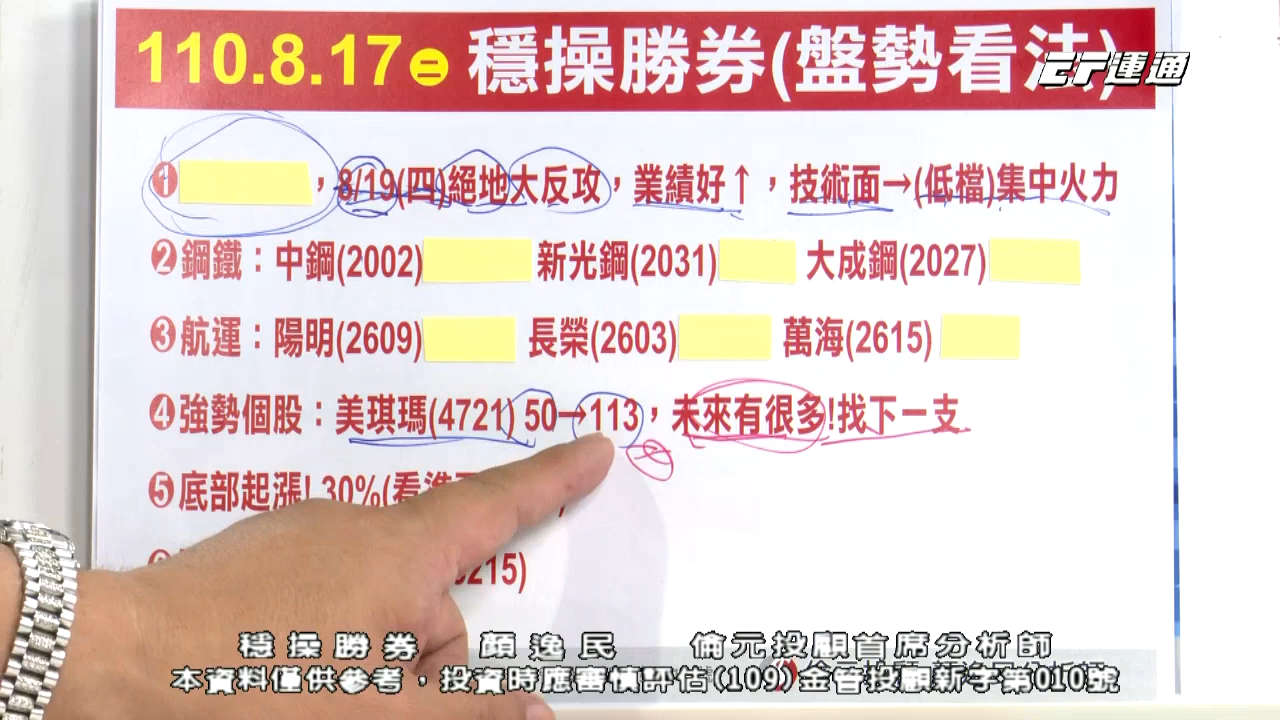 110.8.17㊁ 穩操勝券(盤勢看法)
運通
❶ ，8/19(四)絕地大反攻，業績好↑，技術面→(低檔)集中火力
❷鋼鐵：中鋼(2002) 新光鋼(2031) 大成鋼(2027)
❸航運：陽明(2609) 長榮(2603) 萬海(2615)
❹強勢個股：美琪瑪(4721) 50→113，未來有很多!找下一支
❺底部起漲! 30%(看準
215)
穩操勝券 顏逸民 倫元投顧首席分析師
本資料僅供參考，投資時應審慎評估(109)金管投顧新字第010號